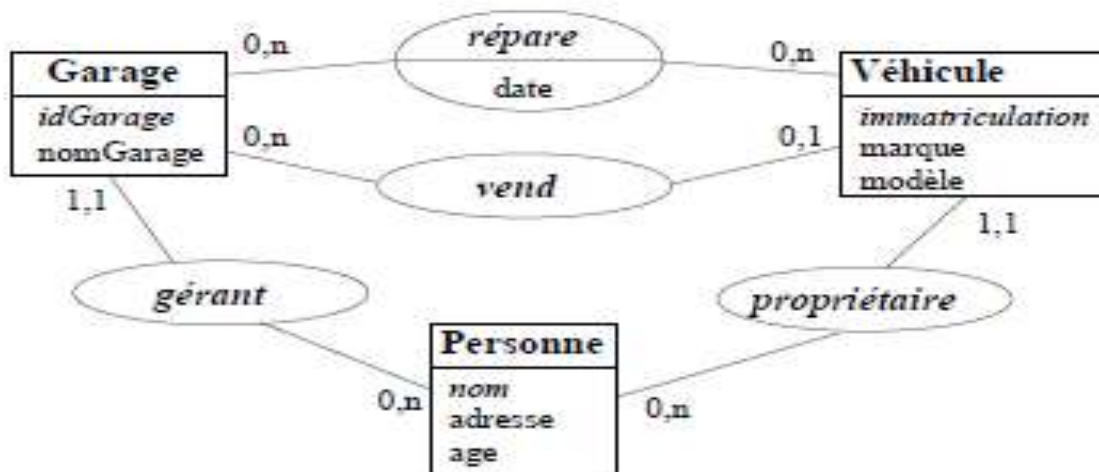 répare
date
0,n
0,n
Garage
idGarage
nomGarage
Véhicule
immatriculation
marque
modèle
0,n
0,1
vend
1,1
1,1
gérant
propriétaire
Personne
nom
adresse
age
0,n
0,n